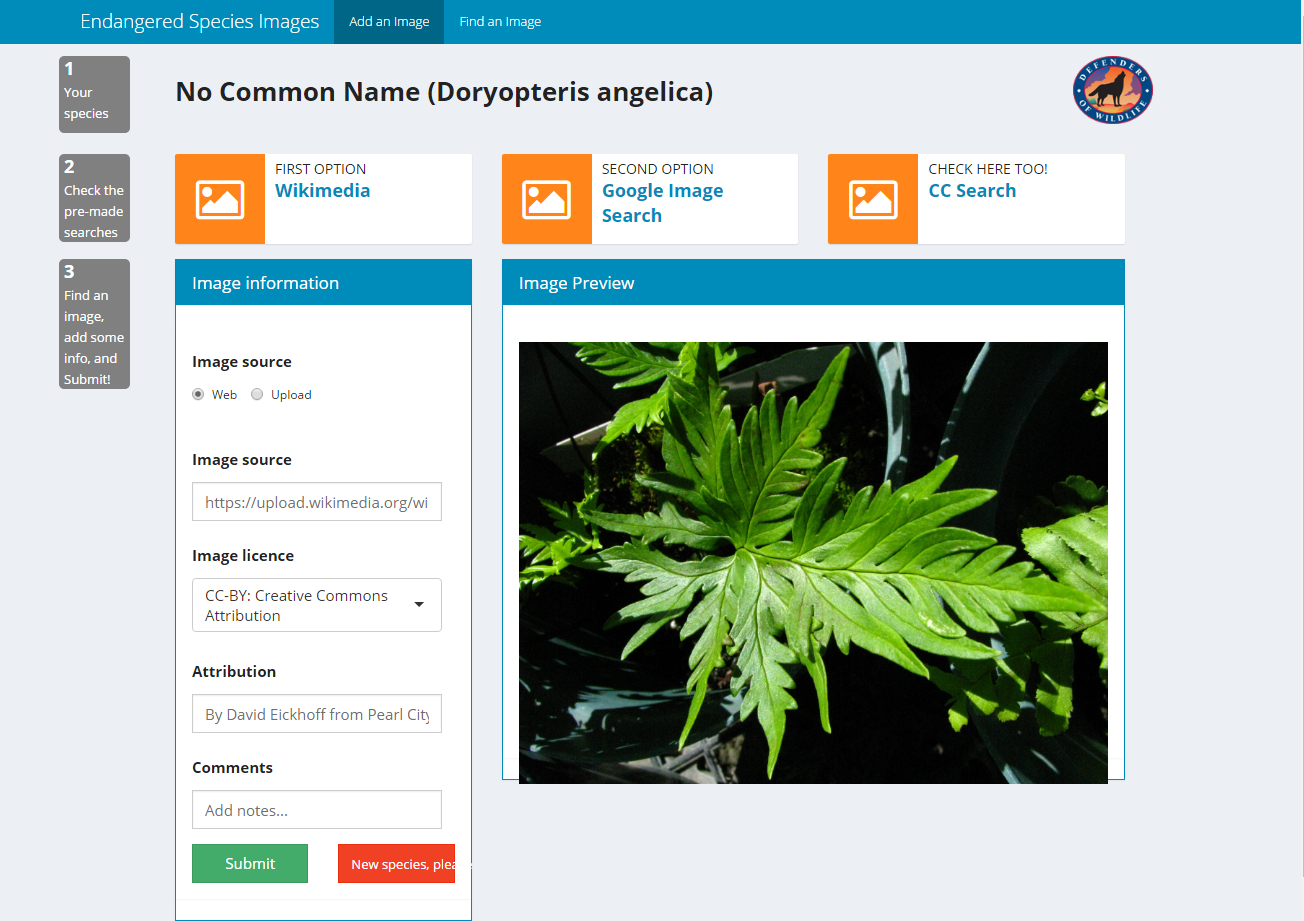 Endangered Species Images
Add an Image
Find an Image
1
Your
species
No Common Name (Doryopteris angelica)
DEFENDERS
OF WILDLIFE
2
Check the
pre-made
searches
FIRST OPTION
Wikimedia
SECOND OPTION
Google Image
Search
CHECK HERE TOO!
CC Search
3
Find an
image,
add some
info, and
Submit!
Image information
Image source
Web
Upload
Image source
https://upload.wikimedia.org/wi
Image licence
CC-BY: Creative Commons
Attribution
Attribution
By David Eickhoff from Pearl City
Comments
Add notes...
Submit
New species, plea
Image Preview